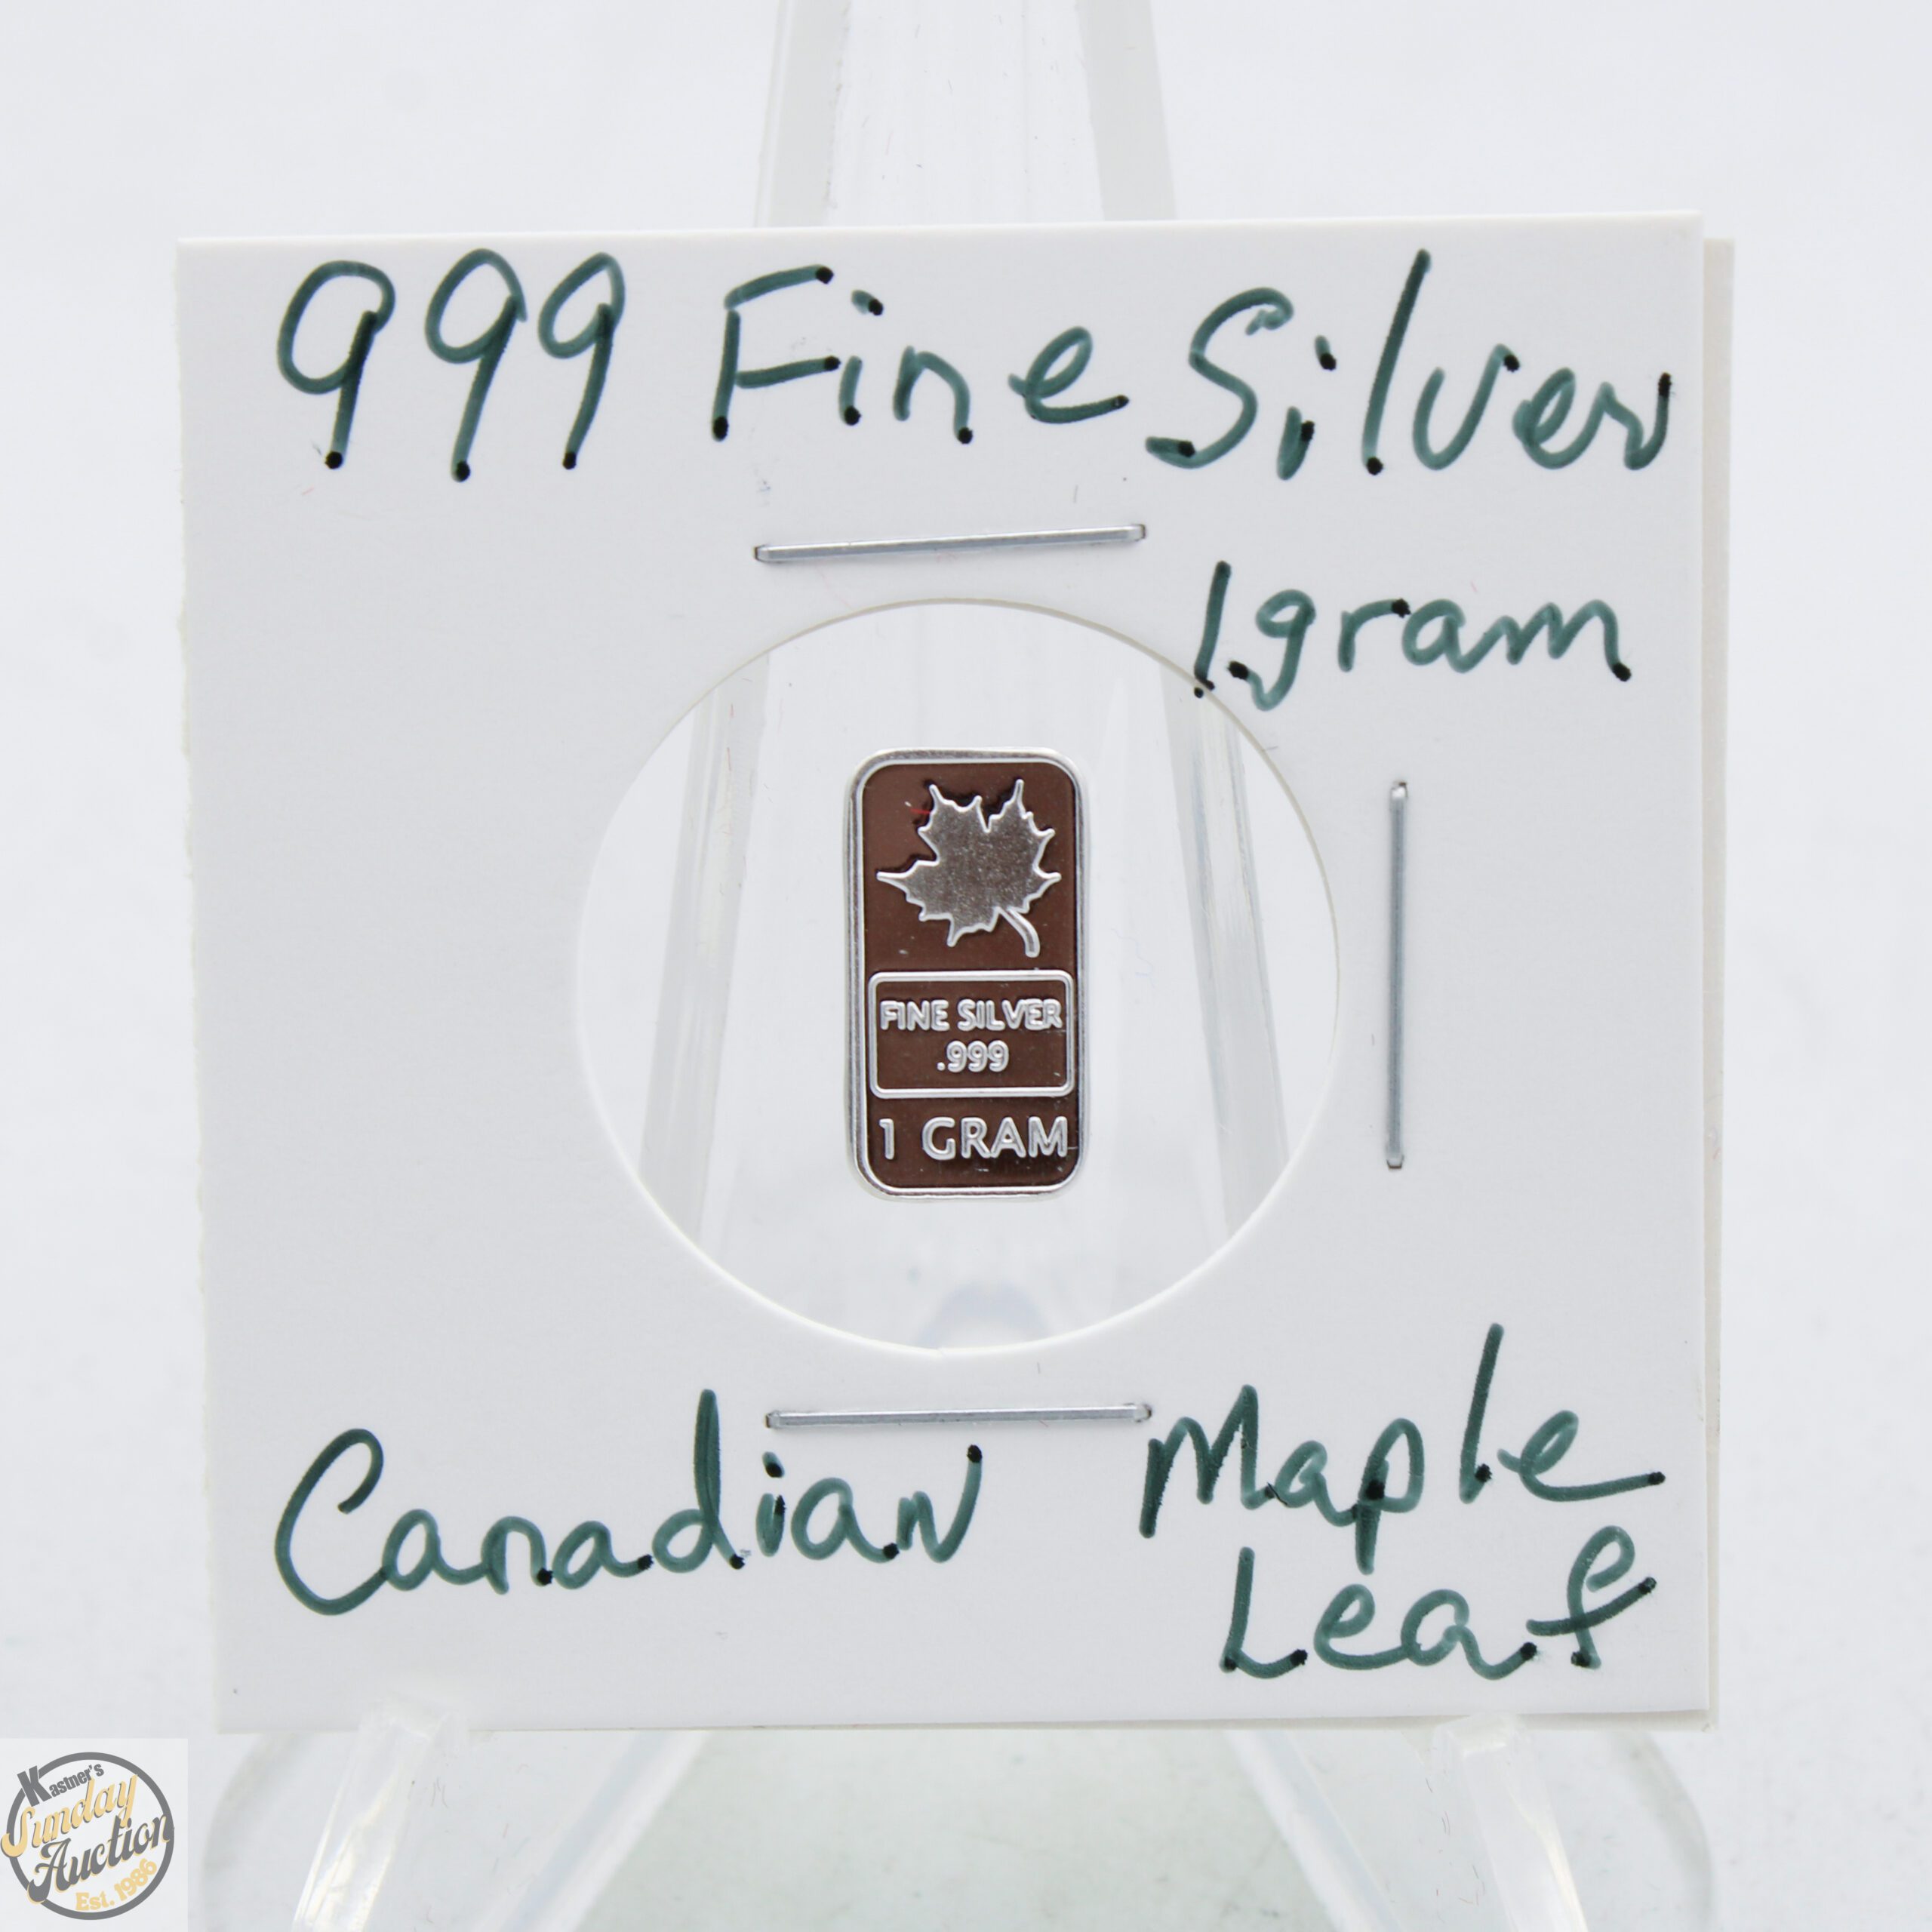 999 Fine Silver
1gram
FINE SILVER
.999
1 GRAM
Canadian Maple
Leaf
Kastner's
Sunday
Auction
Est. 1986